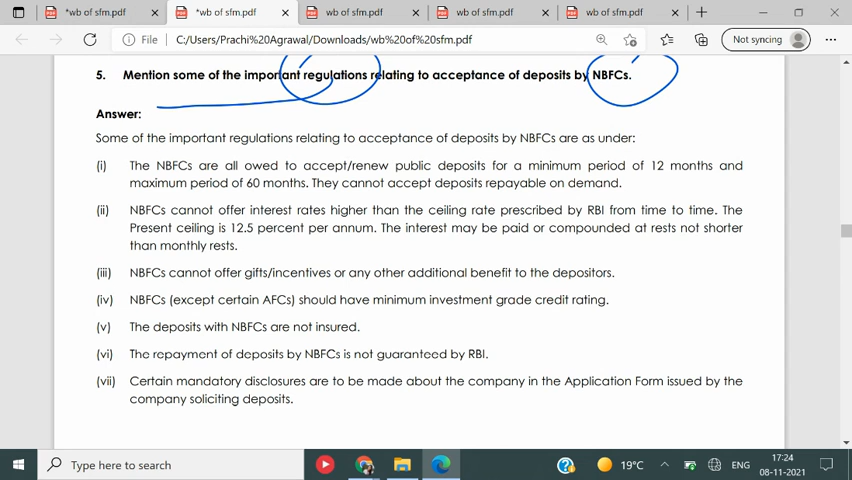 *wb of sfm.pdf
*wb of sfm.pdf
wb of sfm.pdf
wb of sfm.pdf
wb of sfm.pdf
File
C:/Users/Prachi%20Agrawal/Downloads/wb%20of%20sfm.pdf
Not syncing
5. Mention some of the important regulations relating to acceptance of deposits by NBFCs.
Answer:
Some of the important regulations relating to acceptance of deposits by NBFCs are as under:
(i) The NBFCs are all owed to accept/renew public deposits for a minimum period of 12 months and
maximum period of 60 months. They cannot accept deposits repayable on demand.
(ii) NBFCs cannot offer interest rates higher than the ceiling rate prescribed by RBI from time to time. The
Present ceiling is 12.5 percent per annum. The interest may be paid or compounded at rests not shorter
than monthly rests.
(iii) NBFCs cannot offer gifts/incentives or any other additional benefit to the depositors.
(iv) NBFCs (except certain AFCs) should have minimum investment grade credit rating.
(v) The deposits with NBFCs are not insured.
(vi) The repayment of deposits by NBFCs is not guaranteed by RBI.
(vii) Certain mandatory disclosures are to be made about the company in the Application Form issued by the
company soliciting deposits.
Type here to search
19°C
ENG
17:24
08-11-2021